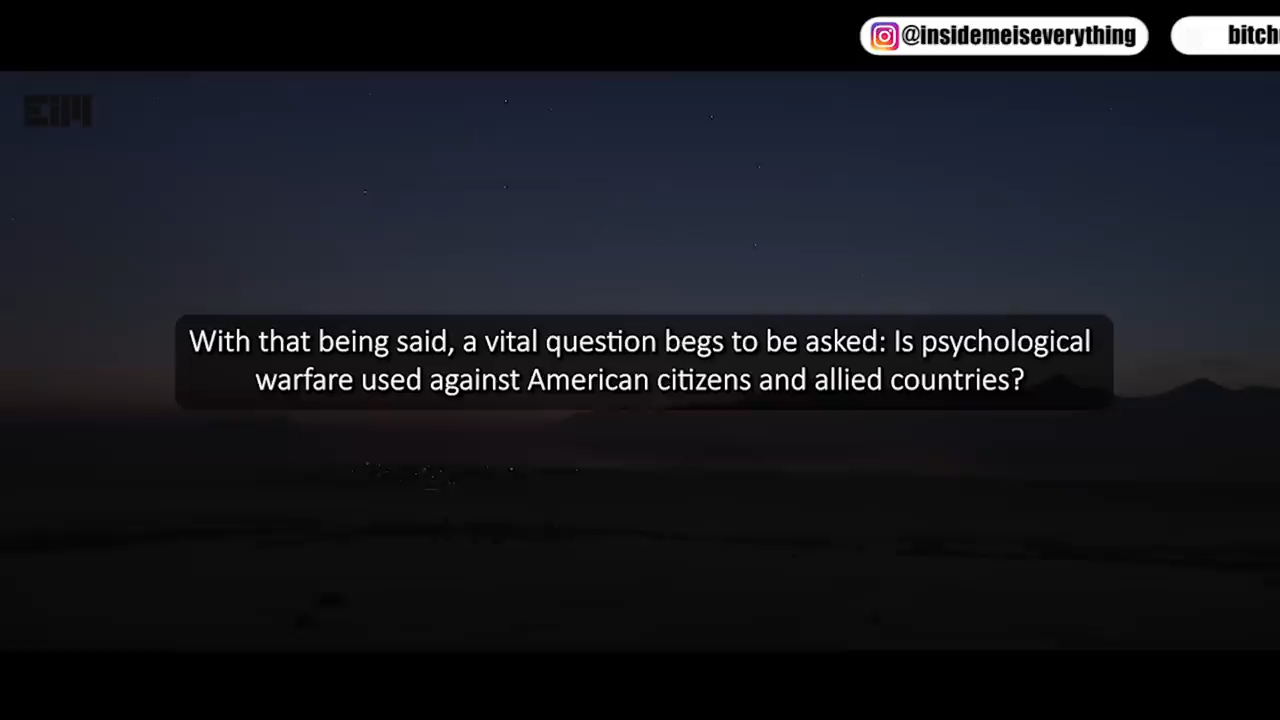 @insidemeiseverything
EiM
With that being said, a vital question begs to be asked: Is psychological
warfare used against American citizens and allied countries?